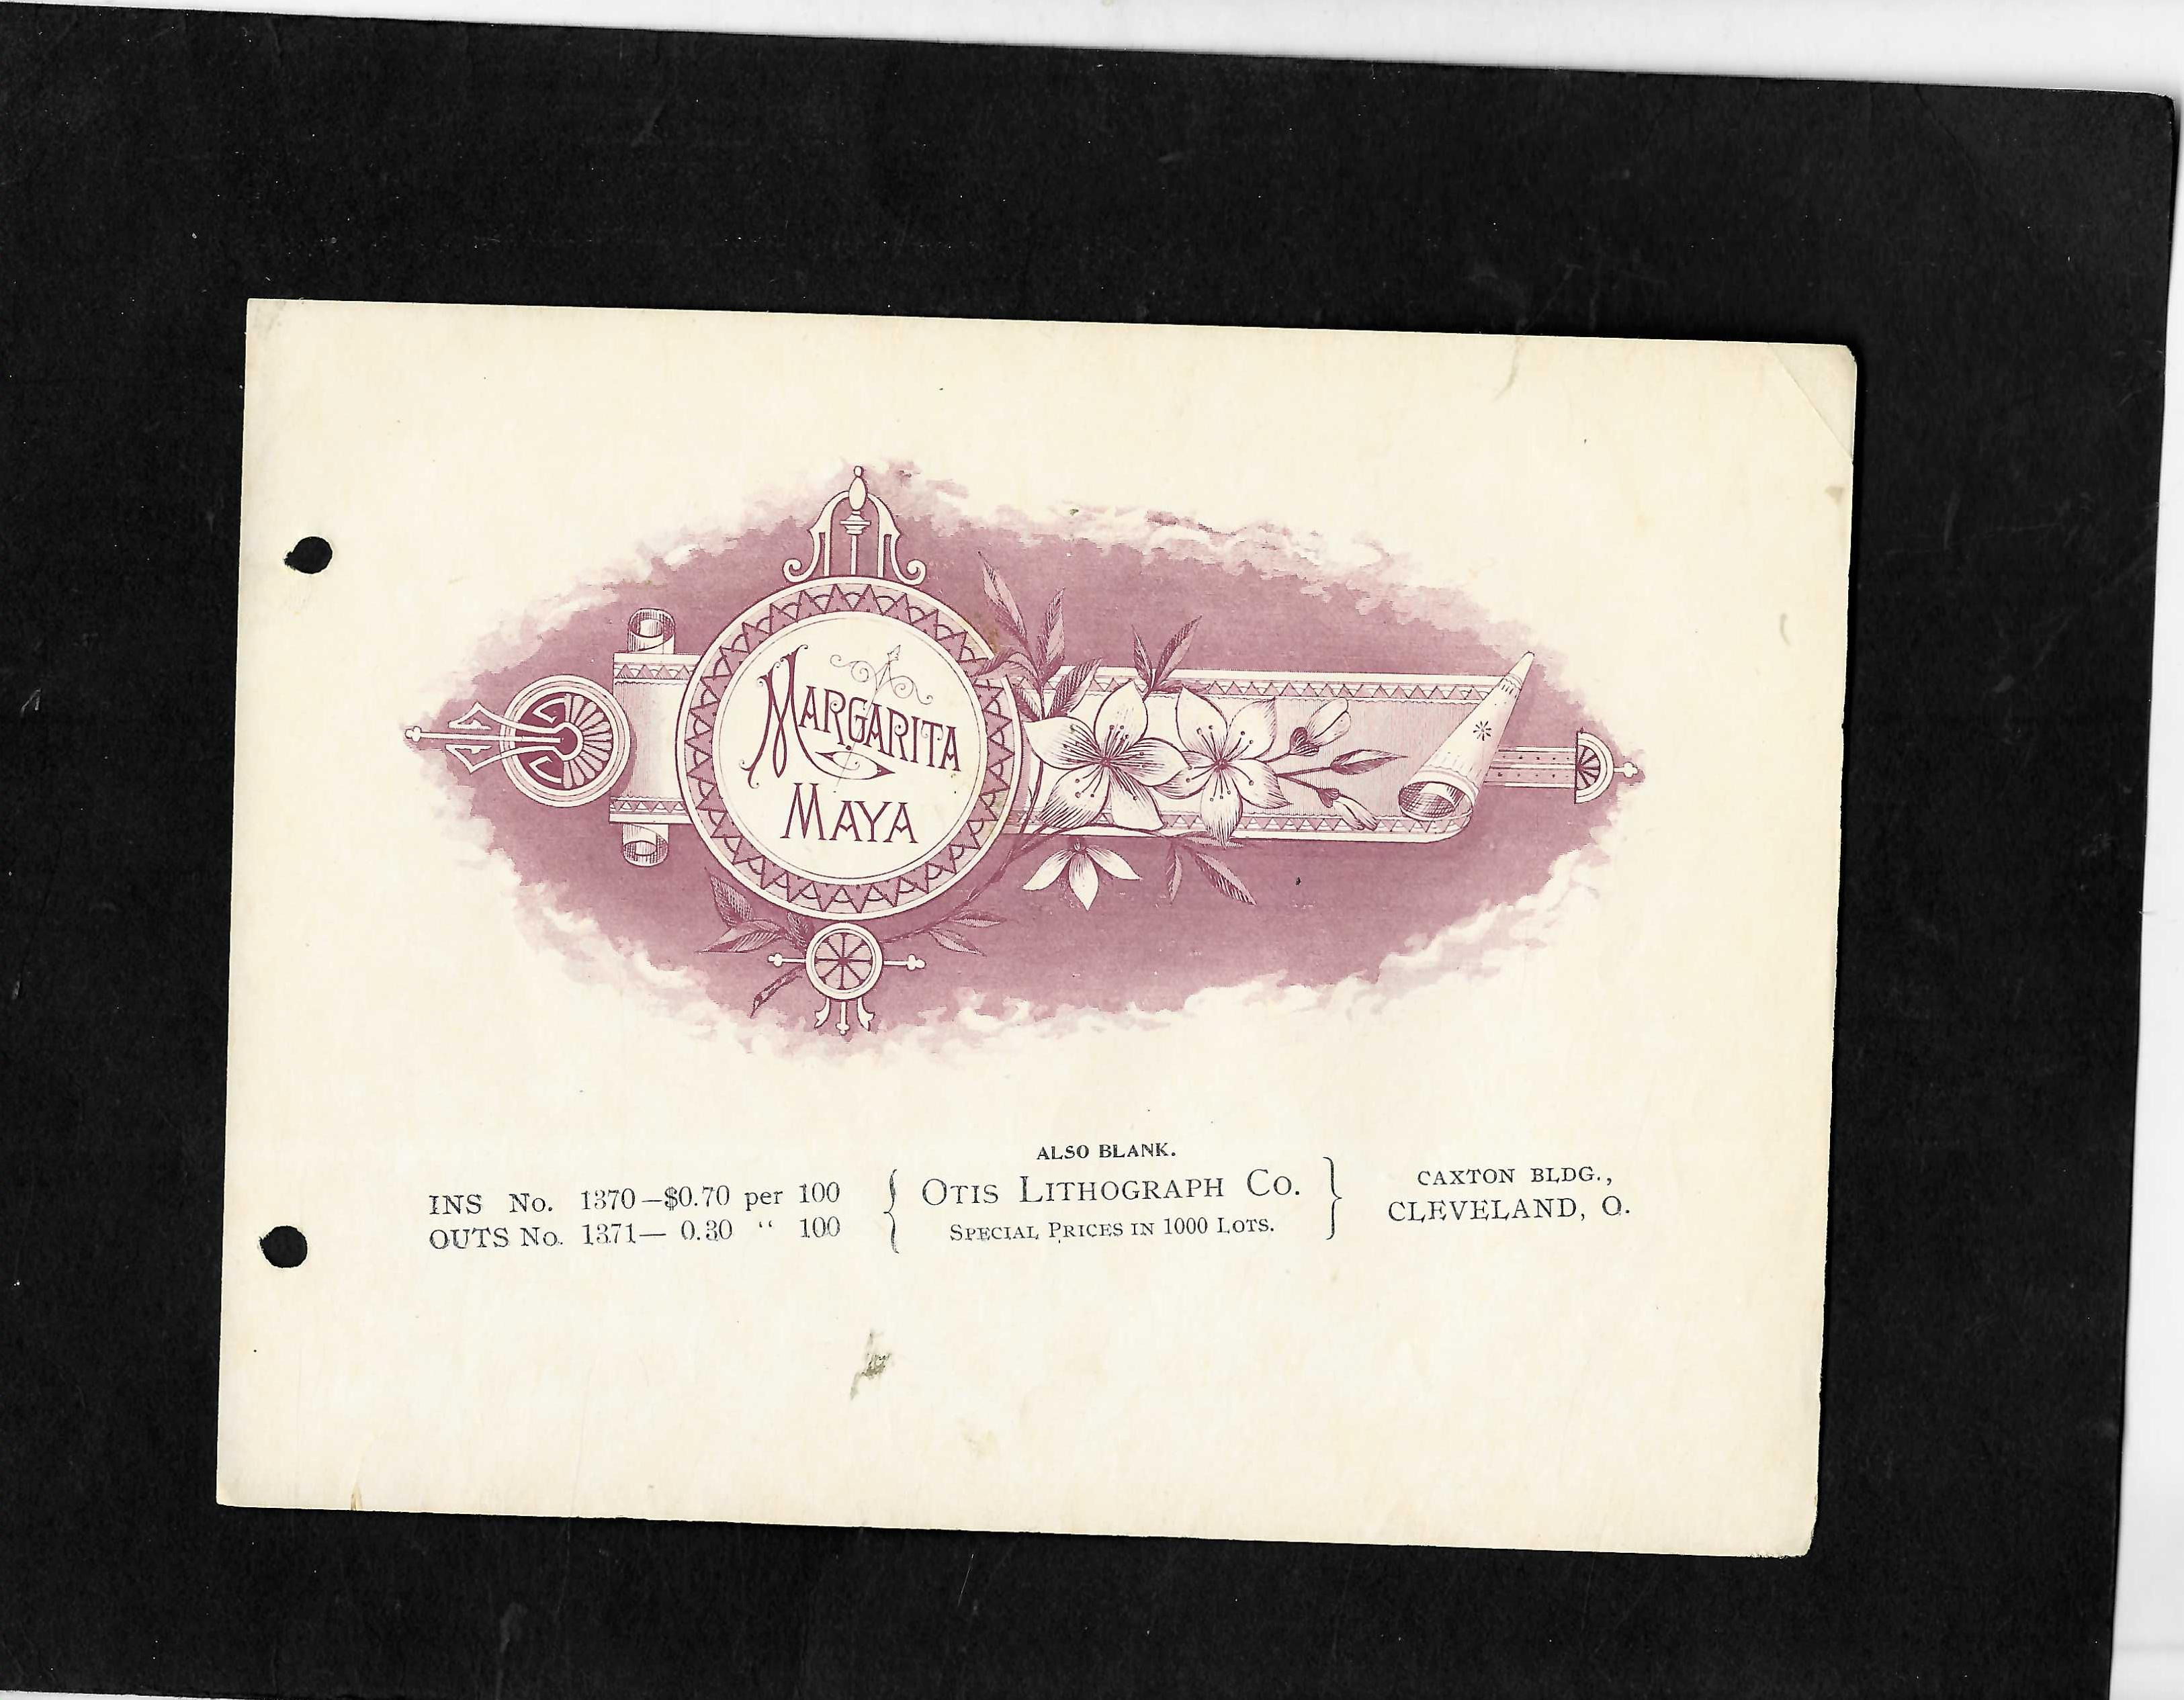 MARGARITA
MAYA
ALSO BLANK.
INS No. 1370—$0.70 per 100
OUTS No. 1371— 0.30 “ 100
OTIS LITHOGRAPH CO.
SPECIAL PRICES IN 1000 LOTS.
CAXTON BLDG.,
CLEVELAND, O.